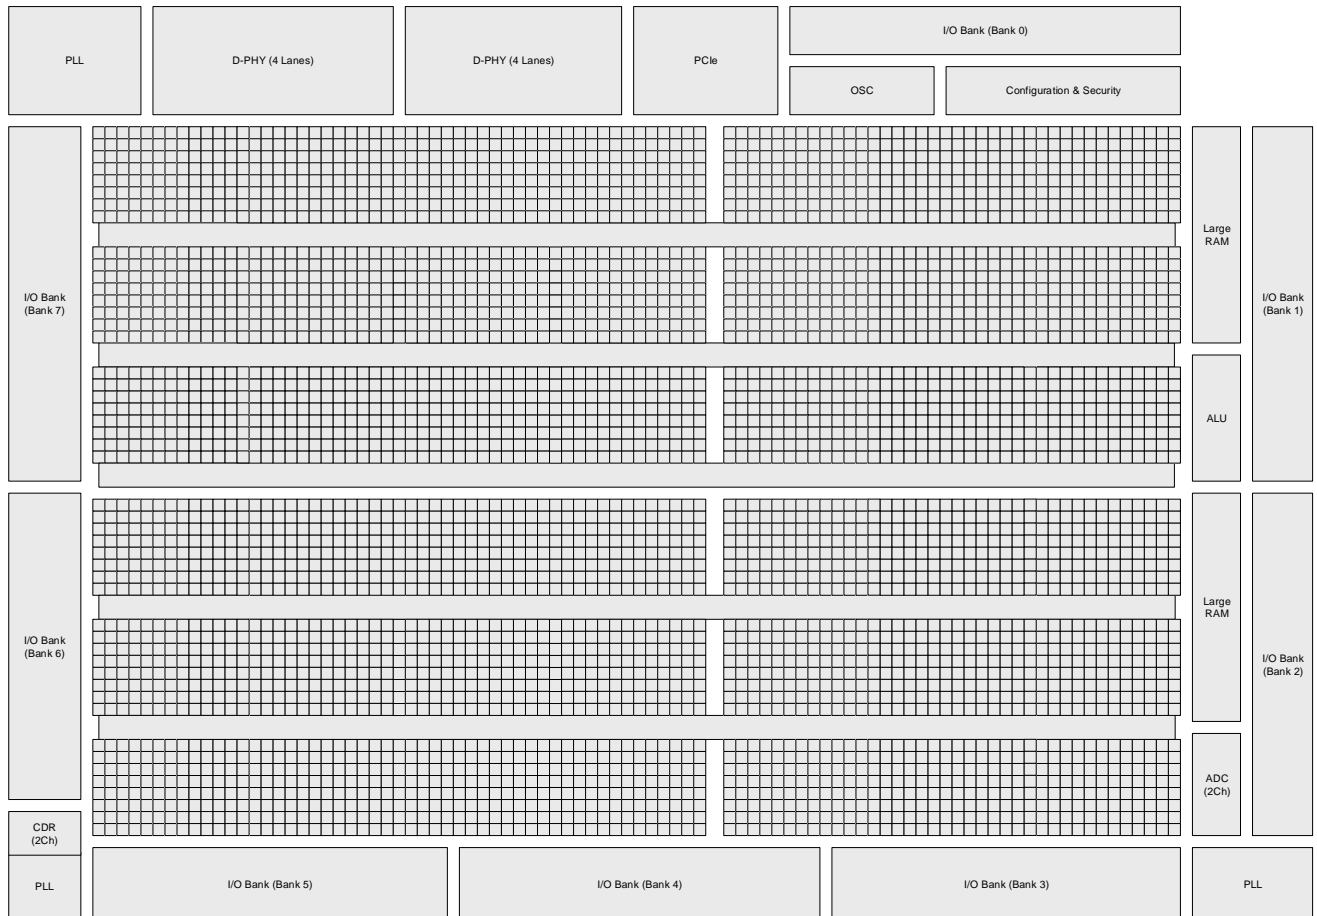 PLL
D-PHY (4 Lanes)
D-PHY (4 Lanes)
PCIe
I/O Bank (Bank 0)
OSC
Configuration & Security
I/O Bank
(Bank 7)
Large
RAM
I/O Bank
(Bank 1)
ALU
I/O Bank
(Bank 6)
Large
RAM
I/O Bank
(Bank 2)
ADC
(2Ch)
CDR
(2Ch)
PLL
I/O Bank (Bank 5)
I/O Bank (Bank 4)
I/O Bank (Bank 3)
PLL